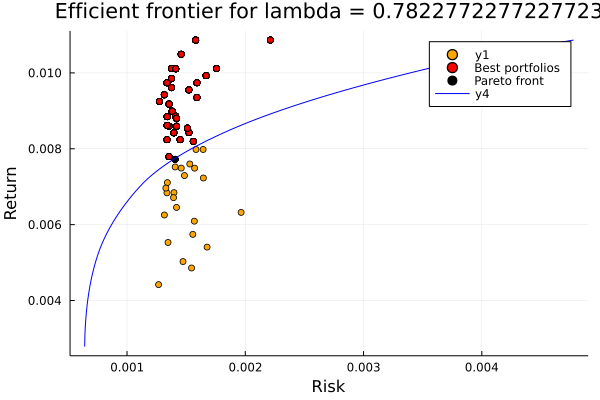 Efficient frontier for lambda = 0.7822772277227723
y1
Best portfolios
Pareto front
y4
0.010
0.008
0.006
0.004
Return
0.001
0.002
0.003
0.004
Risk